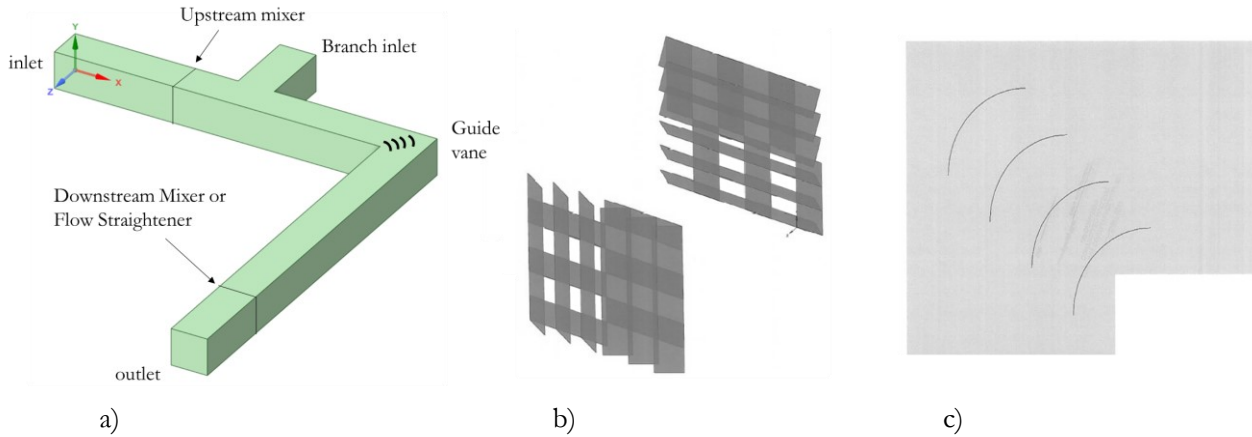 Upstream mixer
Branch inlet
inlet
Y
X
Z
Guide
vane
Downstream Mixer or
Flow Straightener
outlet
a)
b)
c)